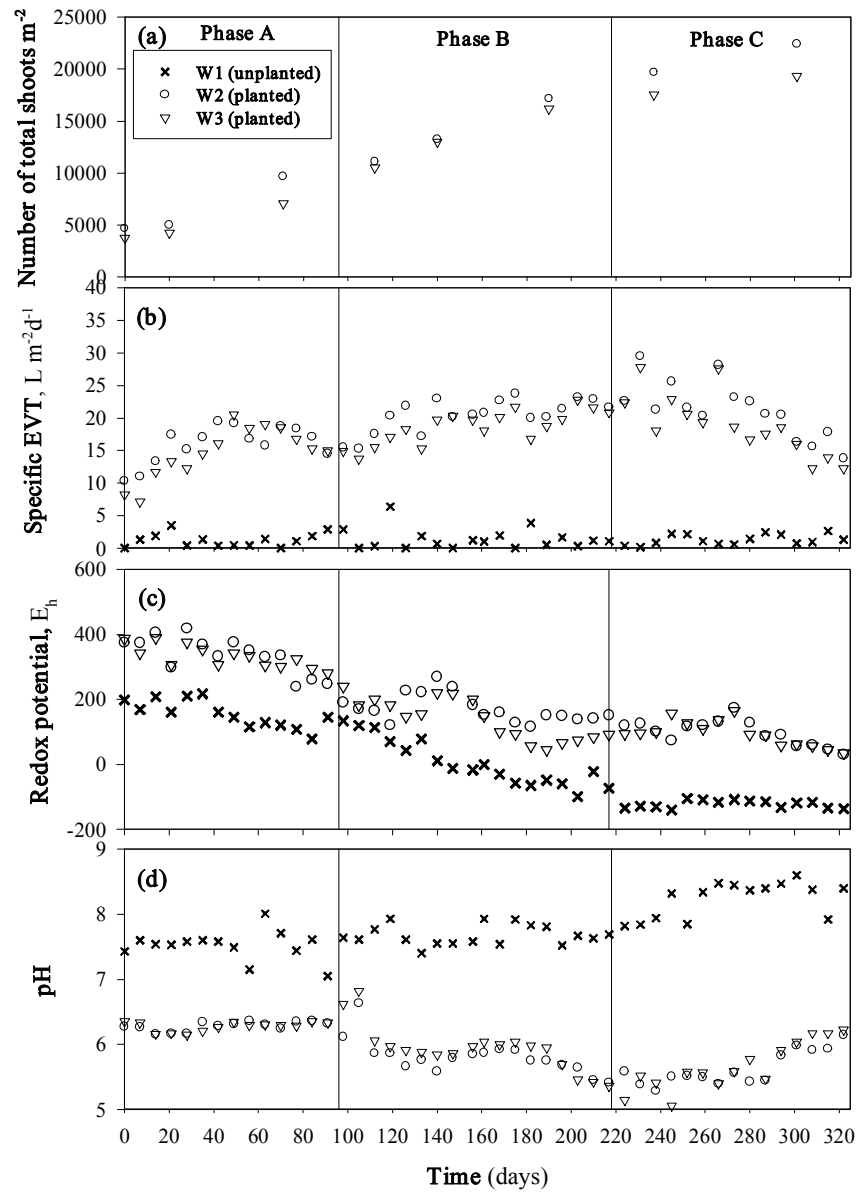 Number of total shoots m-2
25000
20000
15000
10000
5000
0
(a)
Phase A
Phase B
Phase C
W1 (unplanted)
W2 (planted)
W3 (planted)
Specific EVT, L m-2d-1
40
35
30
25
20
15
10
5
0
(b)
Redox potential, Eh
600
400
200
0
-200
(c)
pH
9
8
7
6
5
(d)
0 20 40 60 80 100 120 140 160 180 200 220 240 260 280 300 320
Time (days)